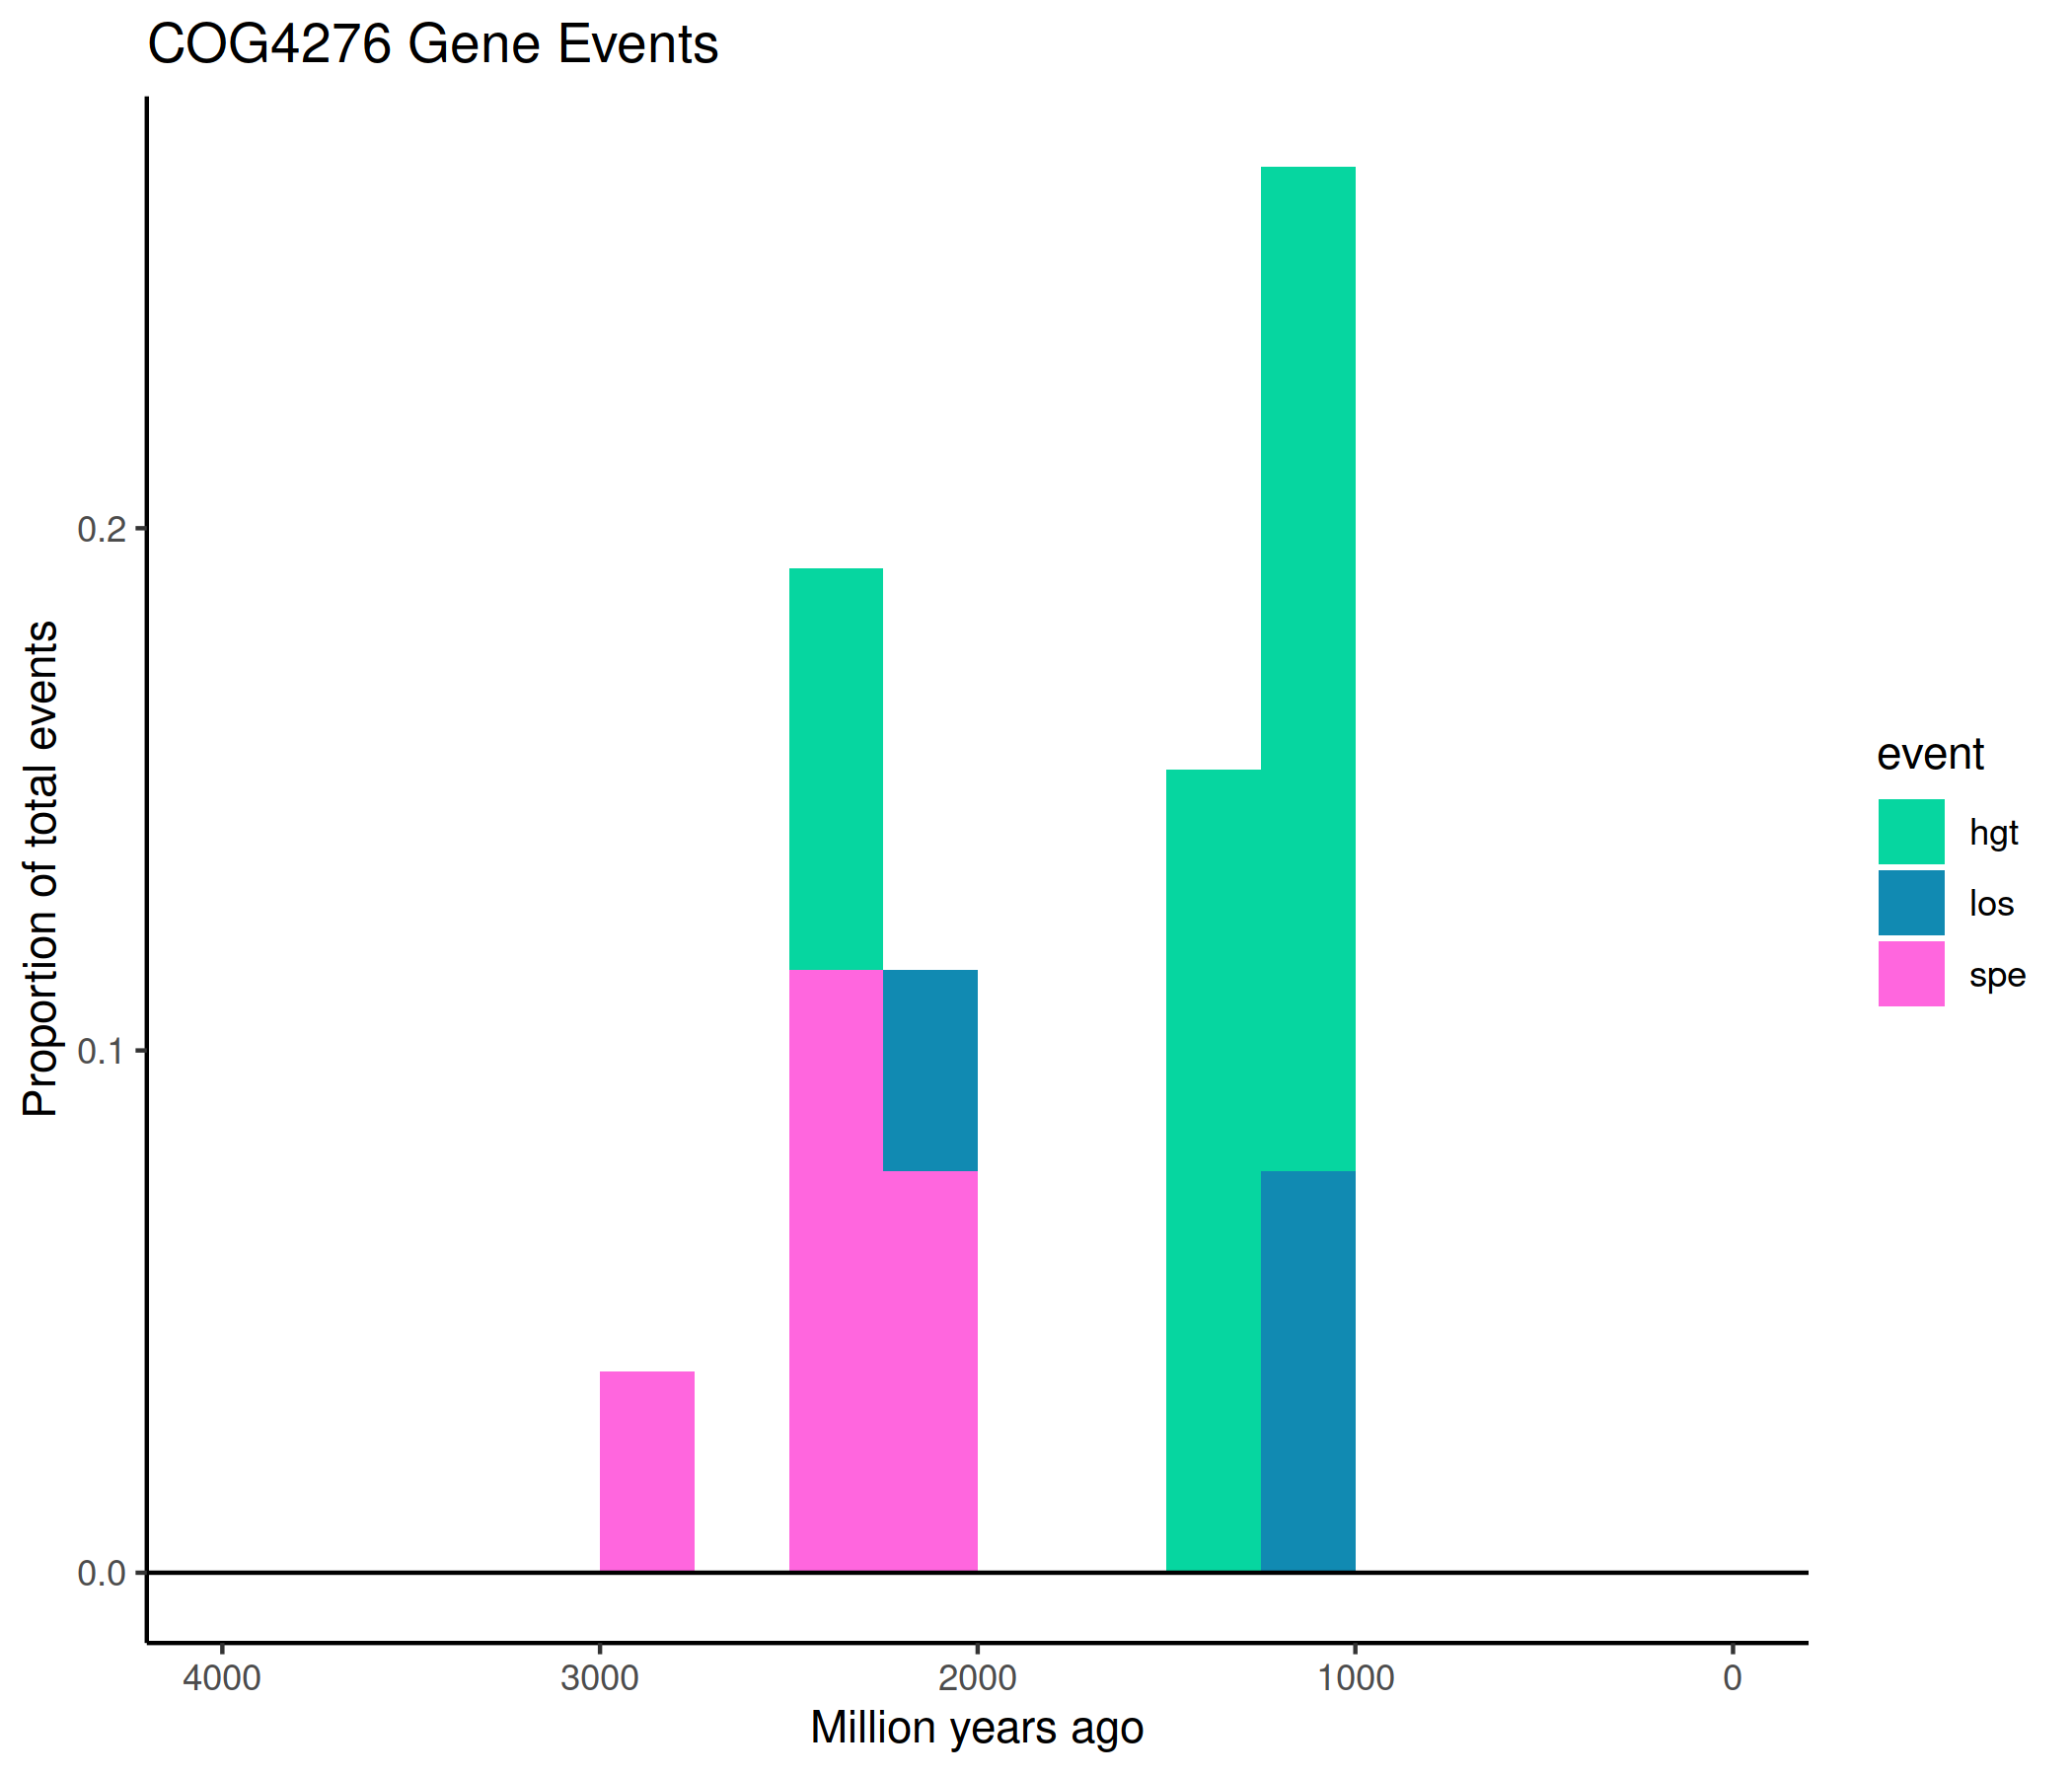 COG4276 Gene Events
Proportion of total events
0.2
0.1
0.0
4000 3000 2000 1000 0
Million years ago
event
hgt
los
spe